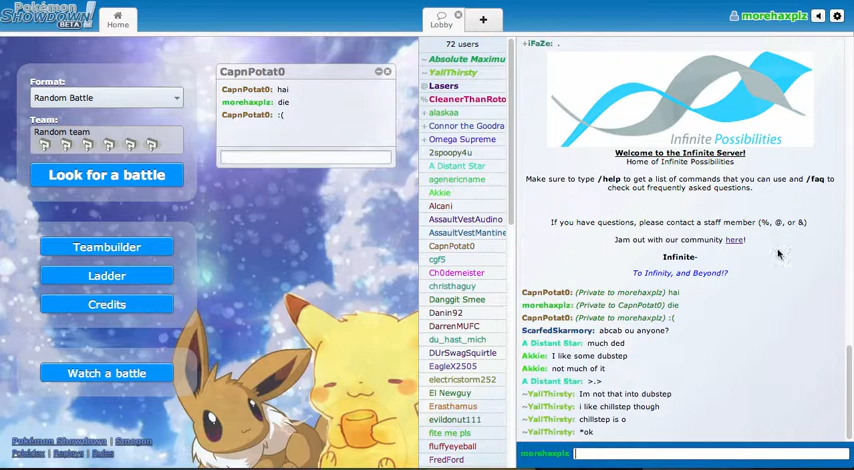 Pokémon
Showdown
BETA
Home
Lobby
morehaxplz
Format:
Random Battle
Team:
Random team
Look for a battle
Teambuilder
Ladder
Credits
Watch a battle
Pokémon Showdown | Smogon
Pokédex | Replays | Rules
CapnPotat0
CapnPotat0: hai
morehaxplz: die
CapnPotat0: :(
72 users
~Absolute Maximu
~YallThirsty
@Lasers
%CleanerThanRoto
+alaskaa
+Connor the Goodra
+Omega Supreme
2spoopy4u
A Distant Star
agenericname
Akkie
Alcani
AssaultVestAudino
AssaultVestMantine
CapnPotat0
cgf5
Ch0demeister
christhaguy
Danggit Smee
Danin92
DarrenMUFC
du_hast_mich
DUrSwagSquirtle
EagleX2505
electricstorm252
El Newguy
Erasthamus
evildonut111
fite me pls
fluffyeyeball
FredFord
+iFaZe: .
Infinite Possibilities
Welcome to the Infinite Server!
Home of Infinite Possibilities
Make sure to type /help to get a list of commands that you can use and /faq to
check out frequently asked questions.
If you have questions, please contact a staff member (%, @, or &)
Jam out with our community here!
Infinite-
To Infinity, and Beyond!?
CapnPotat0: (Private to morehaxplz) hai
morehaxplz: (Private to CapnPotat0) die
CapnPotat0: (Private to morehaxplz) :(
ScarfedSkarmory: abcab ou anyone?
A Distant Star: much ded
Akkie: I like some dubstep
Akkie: not much of it
A Distant Star: >.>
~YallThirsty: Im not that into dubstep
~YallThirsty: i like chillstep though
~YallThirsty: chillstep is o
~YallThirsty: *ok
morehaxplz: